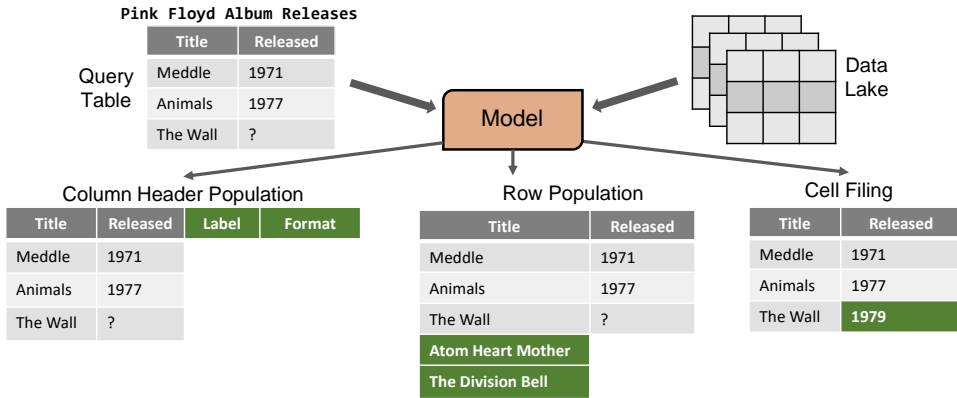 Pink Floyd Album Releases
Title Released
Query Table
Meddle 1971
Animals 1977
The Wall ?
Data Lake
Model
Column Header Population
Title Released Label Format
Meddle 1971
Animals 1977
The Wall ?
Row Population
Title Released
Meddle 1971
Animals 1977
The Wall ?
Atom Heart Mother
The Division Bell
Cell Filing
Title Released
Meddle 1971
Animals 1977
The Wall 1979